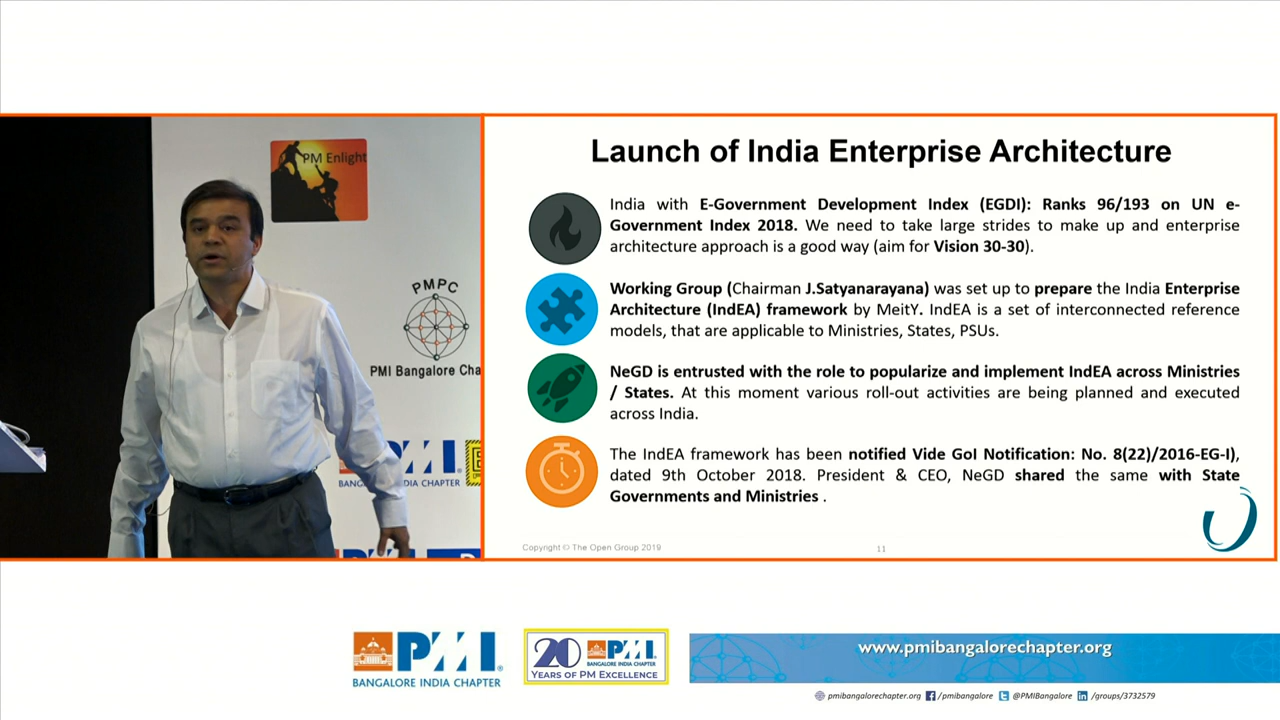 PM Enlight
PMPC
PMI Bangalore Cha
PMI
BANGALORE INDIA CHAPTER
Launch of India Enterprise Architecture
India with E-Government Development Index (EGDI): Ranks 96/193 on UN e-
Government Index 2018. We need to take large strides to make up and enterprise
architecture approach is a good way (aim for Vision 30-30).
Working Group (Chairman J.Satyanarayana) was set up to prepare the India Enterprise
Architecture (IndEA) framework by MeitY. IndEA is a set of interconnected reference
models, that are applicable to Ministries, States, PSUs.
NeGD is entrusted with the role to popularize and implement IndEA across Ministries
/ States. At this moment various roll-out activities are being planned and executed
across India.
The IndEA framework has been notified Vide GoI Notification: No. 8(22)/2016-EG-I),
dated 9th October 2018. President & CEO, NeGD shared the same with State
Governments and Ministries .
Copyright © The Open Group 2019
11
PMI
BANGALORE INDIA CHAPTER
20
PMI
BANGALORE INDIA CHAPTER
YEARS OF PM EXCELLENCE
www.pmibangalorechapter.org
pmibangalorechapter.org /pmibangalore @PMIBangalore /groups/3732579